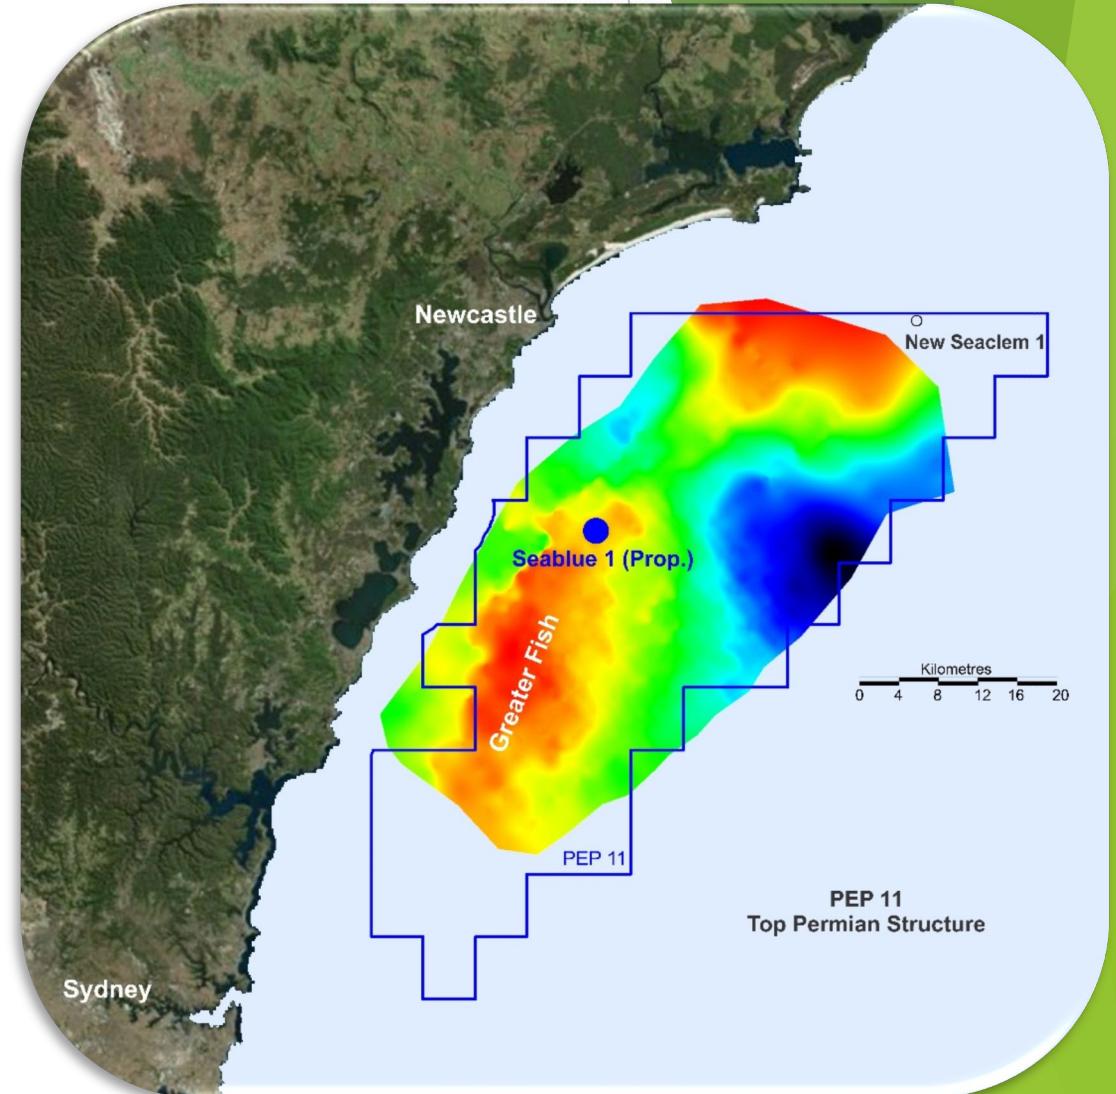 Newcastle
New Seaclem 1
Seablue 1 (Prop.)
Greater Fish
Kilometres
0 4 8 12 16 20
PEP 11
PEP 11
Top Permian Structure
Sydney